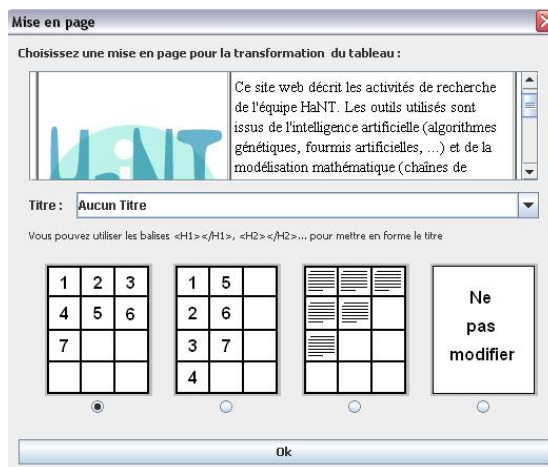 Mise en page
Choisissez une mise en page pour la transformation du tableau :
HaNT
Ce site web décrit les activités de recherche
de l'équipe HaNT. Les outils utilisés sont
issus de l'intelligence artificielle (algorithmes
génétiques, fourmis artificielles, ...) et de la
modélisation mathématique (chaînes de
Titre : Aucun Titre
Vous pouvez utiliser les balises <H1></H1>, <H2></H2>... pour mettre en forme le titre
1 2 3
4 5 6
7
1 5
2 6
3 7
4
Ne
pas
modifier
Ok